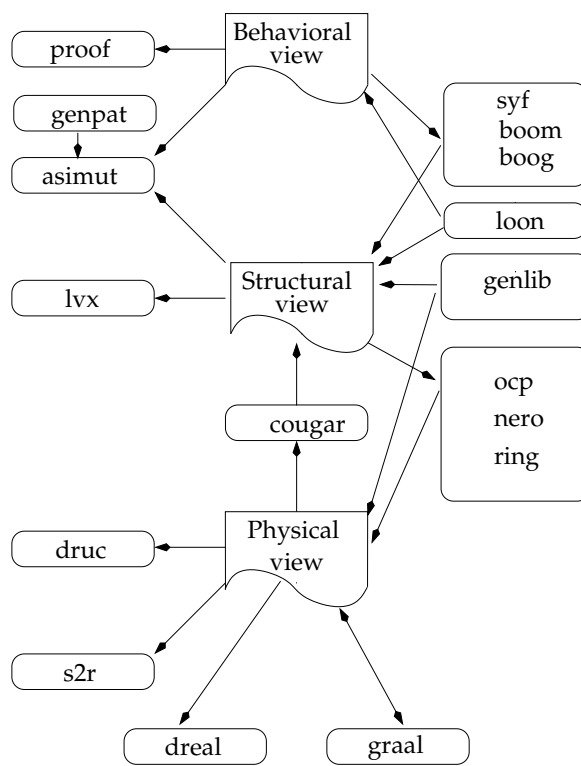 proof
Behavioral
view
genpat
asimut
syf
boom
boog
loon
lvx
Structural
view
genlib
cougar
ocp
nero
ring
druc
Physical
view
s2r
dreal
graal